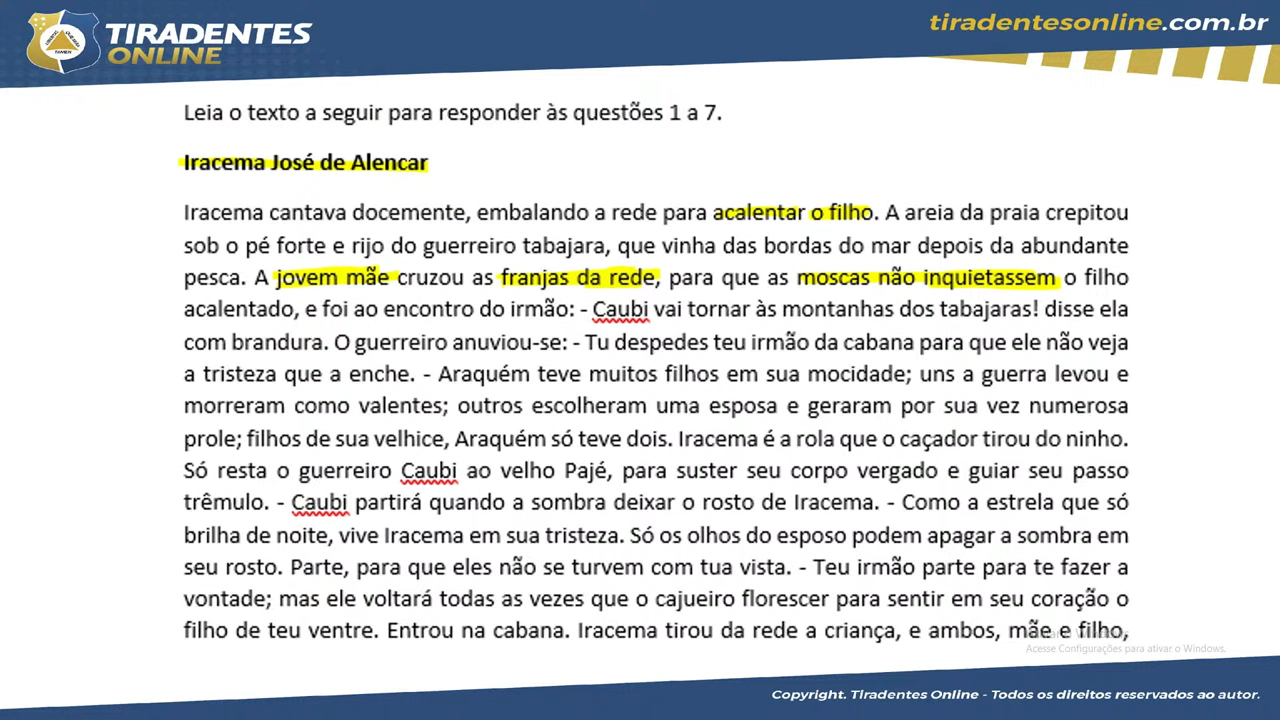 TIRADENTES
ONLINE
tiradentesonline.com.br
Leia o texto a seguir para responder às questões 1 a 7.
Iracema José de Alencar
Iracema cantava docemente, embalando a rede para acalentar o filho. A areia da praia crepitou
sob o pé forte e rijo do guerreiro tabajara, que vinha das bordas do mar depois da abundante
pesca. A jovem mãe cruzou as franjas da rede, para que as moscas não inquietassem o filho
acalentado, e foi ao encontro do irmão: - Caubi vai tornar às montanhas dos tabajaras! disse ela
com brandura. O guerreiro anuviou-se: - Tu despedes teu irmão da cabana para que ele não veja
a tristeza que a enche. - Araquém teve muitos filhos em sua mocidade; uns a guerra levou e
morreram como valentes; outros escolheram uma esposa e geraram por sua vez numerosa
prole; filhos de sua velhice, Araquém só teve dois. Iracema é a rola que o caçador tirou do ninho.
Só resta o guerreiro Caubi ao velho Pajé, para suster seu corpo vergado e guiar seu passo
trêmulo. - Caubi partirá quando a sombra deixar o rosto de Iracema. - Como a estrela que só
brilha de noite, vive Iracema em sua tristeza. Só os olhos do esposo podem apagar a sombra em
seu rosto. Parte, para que eles não se turvem com tua vista. - Teu irmão parte para te fazer a
vontade; mas ele voltará todas as vezes que o cajueiro florescer para sentir em seu coração o
filho de teu ventre. Entrou na cabana. Iracema tirou da rede a criança, e ambos, mãe e filho,
Acesse Configurações para ativar o Windows.
Copyright. Tiradentes Online - Todos os direitos reservados ao autor.